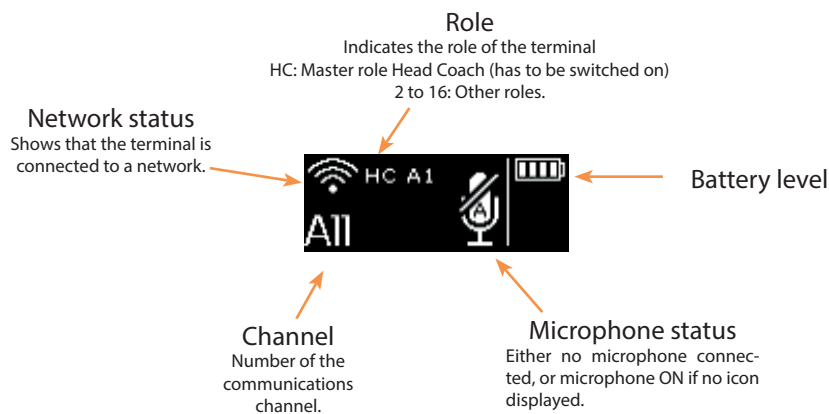 Role
Indicates the role of the terminal
HC: Master role Head Coach (has to be switched on)
2 to 16: Other roles.
Network status
Shows that the terminal is
connected to a network.
HC A1
A
All
Battery level
Channel
Number of the
communications
channel.
Microphone status
Either no microphone connec-
ted, or microphone ON if no icon
displayed.